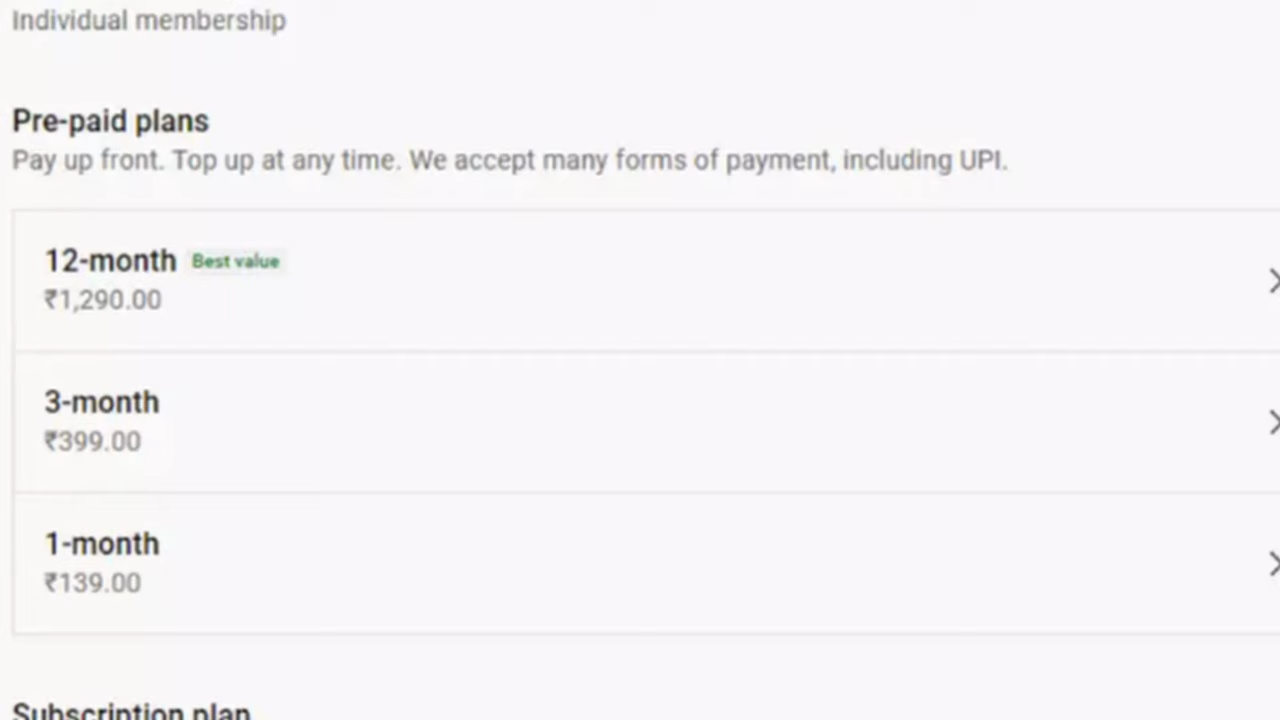 Individual membership
Pre-paid plans
Pay up front. Top up at any time. We accept many forms of payment, including UPI.
12-month Best value
₹1,290.00
3-month
₹399.00
1-month
₹139.00
Subscription plan